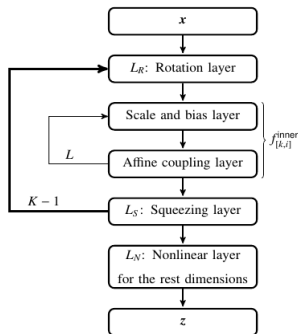 x
L_R: Rotation layer
Scale and bias layer
f^{inner}_{[k,i]}
L
Affine coupling layer
K − 1
L_S: Squeezing layer
L_N: Nonlinear layer
for the rest dimensions
z